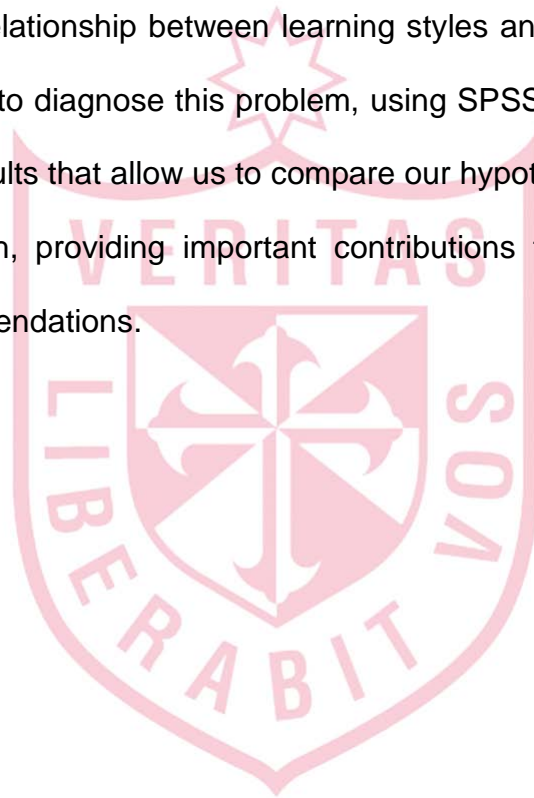 elationship between learning styles an
to diagnose this problem, using SPSS
ults that allow us to compare our hypot
n, providing important contributions
endations.
VERITAS
LIBERABIT VOS